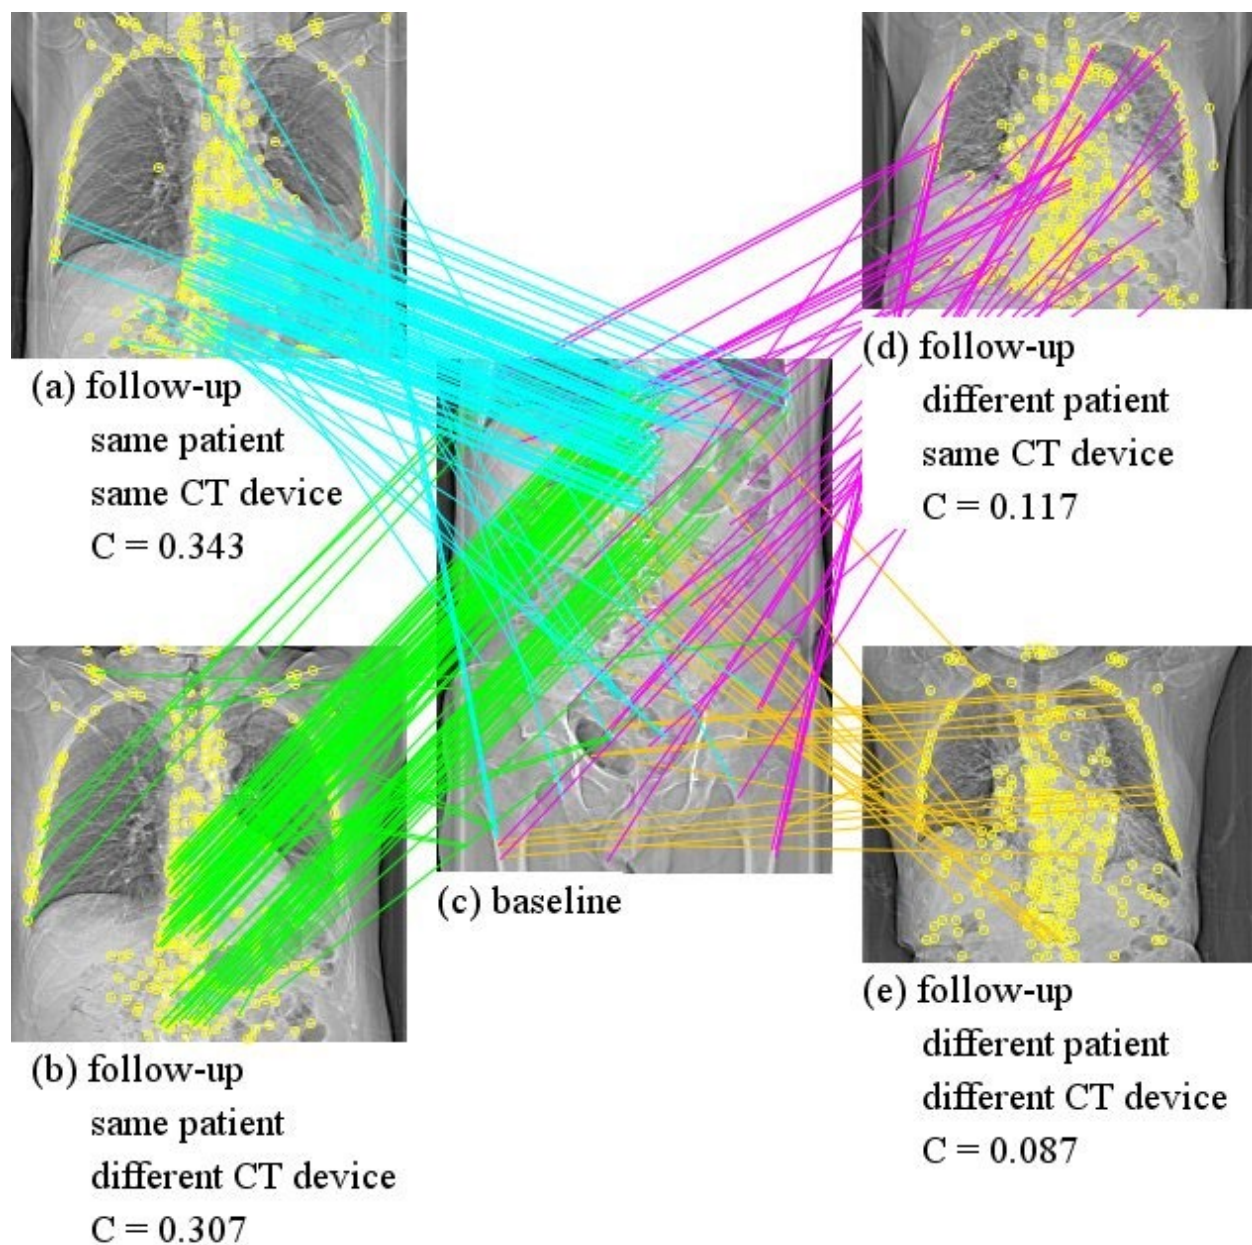 (a) follow-up
same patient
same CT device
C = 0.343
(d) follow-up
different patient
same CT device
C = 0.117
(c) baseline
(b) follow-up
same patient
different CT device
C = 0.307
(e) follow-up
different patient
different CT device
C = 0.087